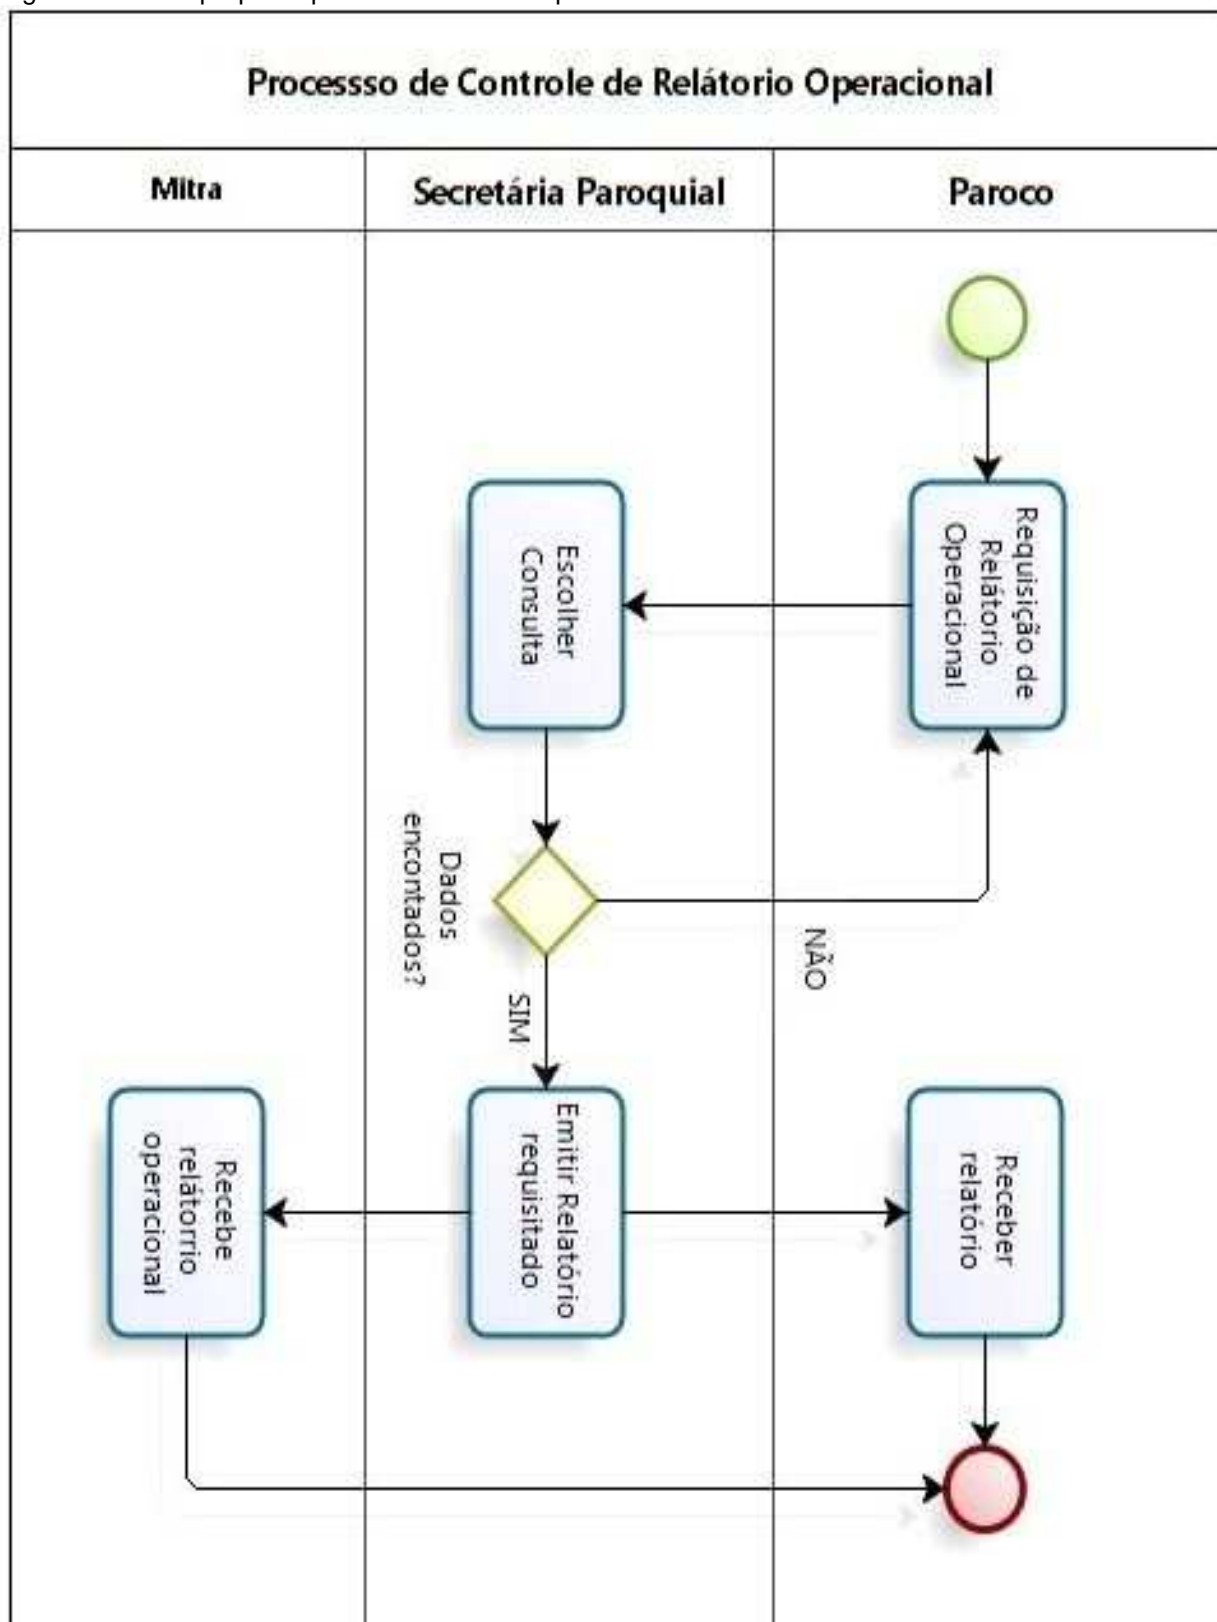 Processso de Controle de Relátorio Operacional
Mitra
Secretária Paroquial
Paroco
Requisição de
Relátorio
Operacional
Escolher
Consulta
Dados
encontados?
NÃO
SIM
Emitir Relatório
requisitado
Receber
relatório
Recebe
relátorrio
operacional